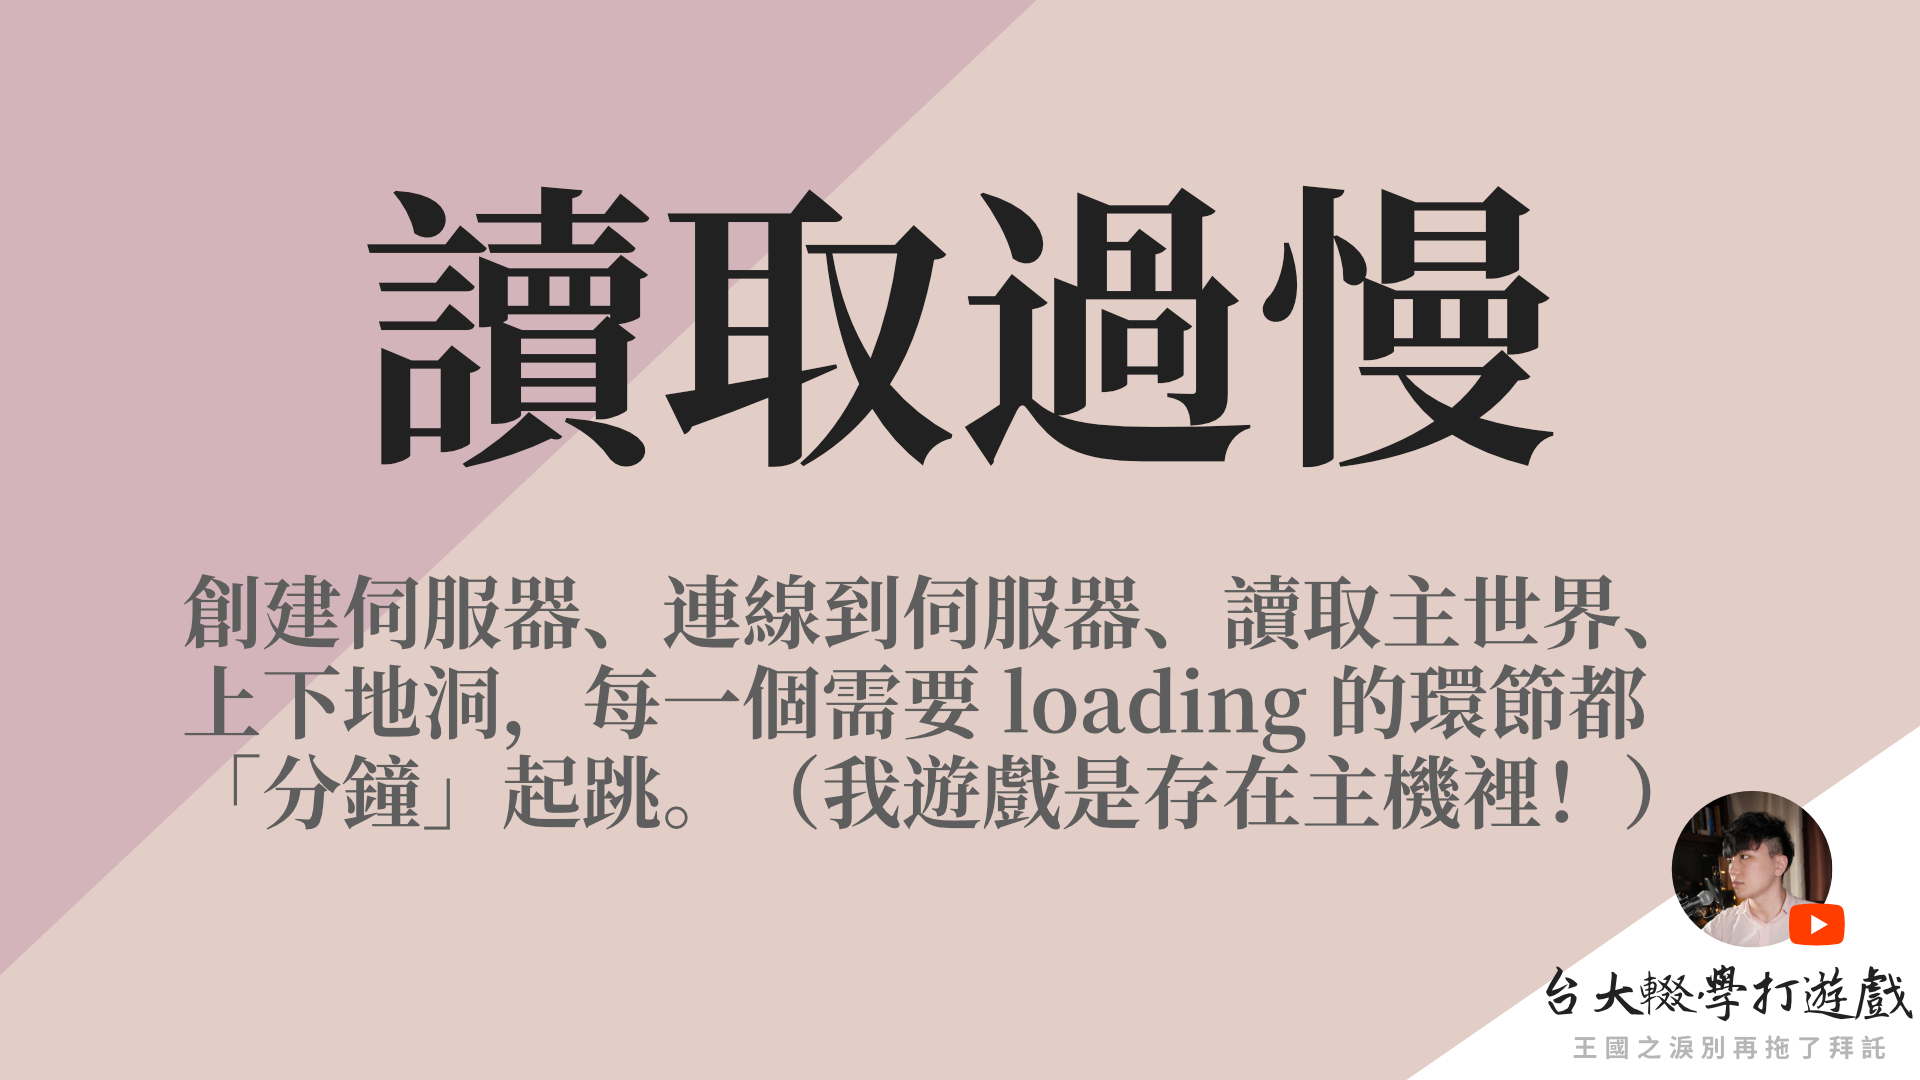 讀取過慢
創建伺服器、連線到伺服器、讀取主世界、
上下地洞，每一個需要 loading 的環節都
「分鐘」起跳。（我遊戲是存在主機裡！）
台大輟學打遊戲
王國之淚別再拖了拜託